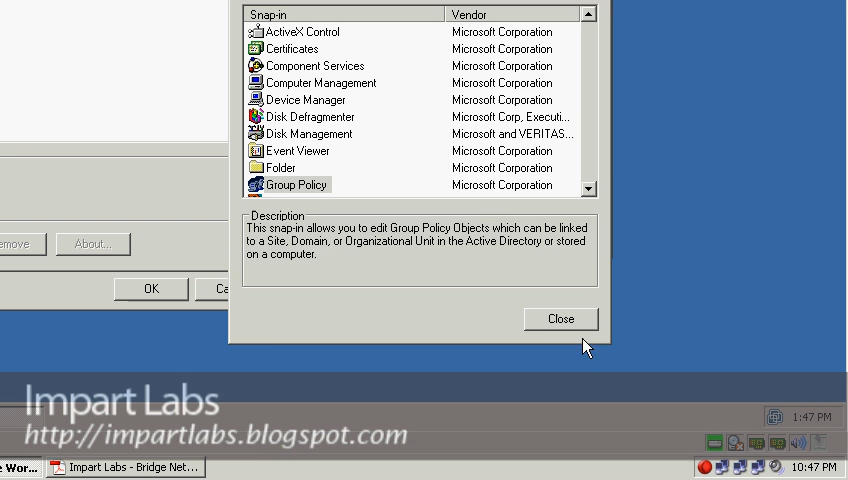 Snap-in Vendor
ActiveX Control Microsoft Corporation
Certificates Microsoft Corporation
Component Services Microsoft Corporation
Computer Management Microsoft Corporation
Device Manager Microsoft Corporation
Disk Defragmenter Microsoft Corp, Executi...
Disk Management Microsoft and VERITAS...
Event Viewer Microsoft Corporation
Folder Microsoft Corporation
Group Policy Microsoft Corporation
Description
This snap-in allows you to edit Group Policy Objects which can be linked
to a Site, Domain, or Organizational Unit in the Active Directory or stored
on a computer.
emove About...
OK Ca
Close
Impart Labs
http://impartlabs.blogspot.com
1:47 PM
e Wor... Impart Labs - Bridge Net... 10:47 PM